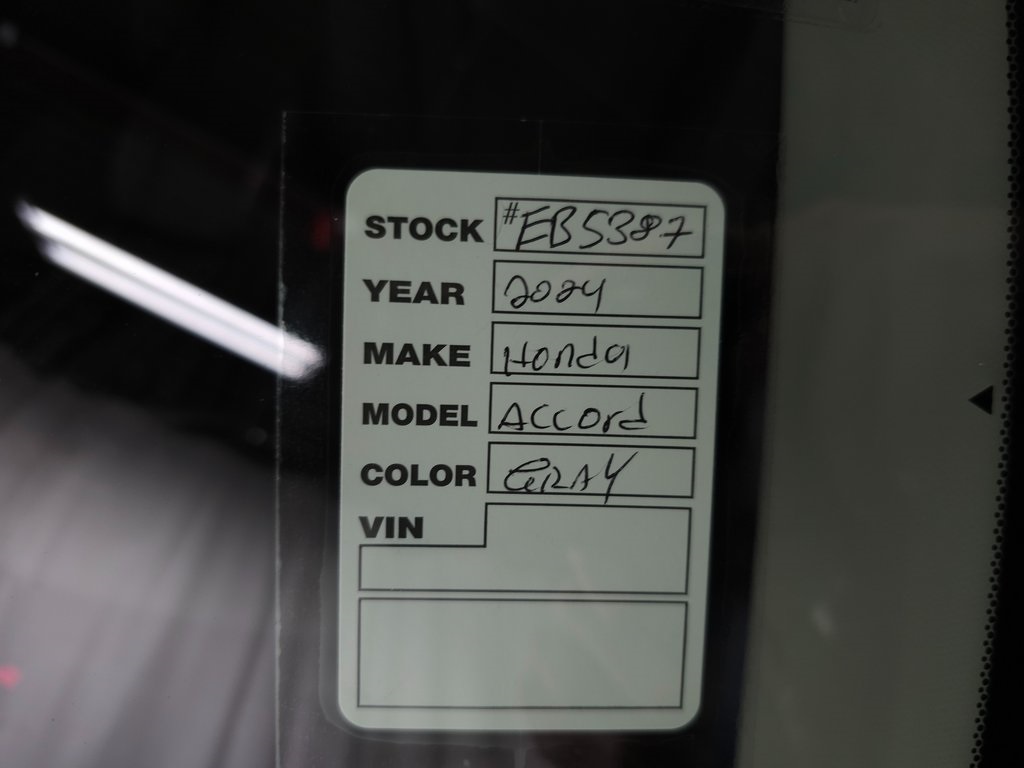 STOCK #EB5387
YEAR 2024
MAKE Honda
MODEL Accord
COLOR GRAY
VIN